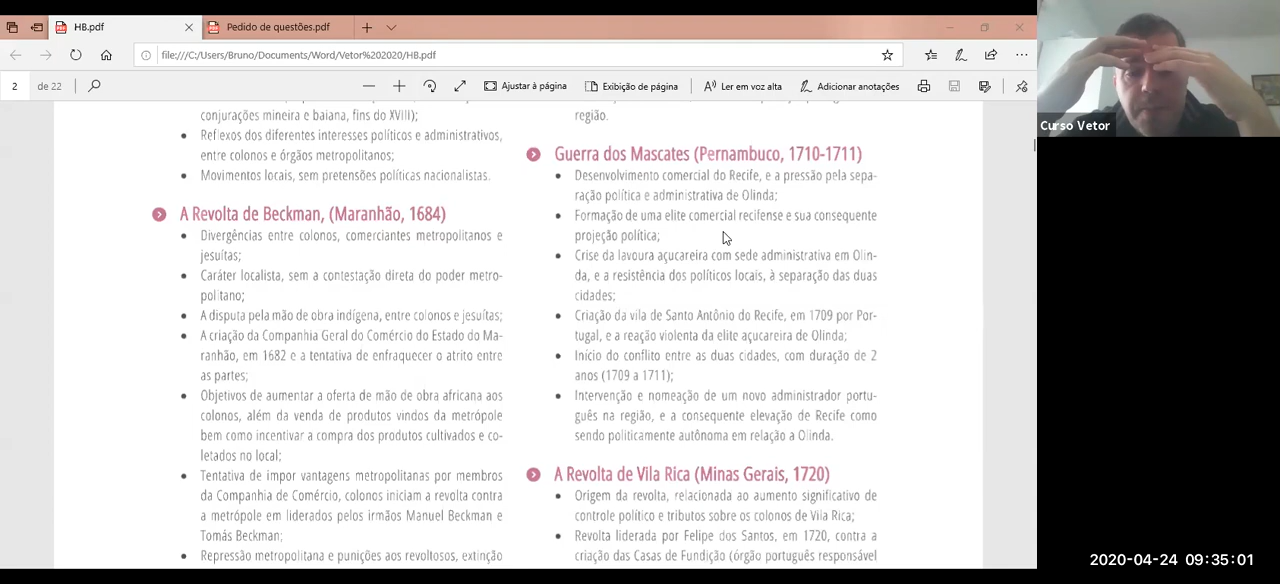 HB.pdf
Pedido de questões.pdf
file:///C:/Users/Bruno/Documents/Word/Vetor%202020/HB.pdf
2 de 22
Ajustar à página
Exibição de página
Ler em voz alta
Adicionar anotações
Curso Vetor
conjurações mineira e baiana, fins do XVIII);
Reflexos dos diferentes interesses políticos e administrativos,
entre colonos e órgãos metropolitanos;
Movimentos locais, sem pretensões políticas nacionalistas.
A Revolta de Beckman, (Maranhão, 1684)
Divergências entre colonos, comerciantes metropolitanos e
jesuítas;
Caráter localista, sem a contestação direta do poder metro-
politano;
A disputa pela mão de obra indígena, entre colonos e jesuítas;
A criação da Companhia Geral do Comércio do Estado do Ma-
ranhão, em 1682 e a tentativa de enfraquecer o atrito entre
as partes;
Objetivos de aumentar a oferta de mão de obra africana aos
colonos, além da venda de produtos vindos da metrópole
bem como incentivar a compra dos produtos cultivados e co-
letados no local;
Tentativa de impor vantagens metropolitanas por membros
da Companhia de Comércio, colonos iniciam a revolta contra
a metrópole em liderados pelos irmãos Manuel Beckman e
Tomás Beckman;
Repressão metropolitana e punições aos revoltosos, extinção
região.
Guerra dos Mascates (Pernambuco, 1710-1711)
Desenvolvimento comercial do Recife, e a pressão pela sepa-
ração política e administrativa de Olinda;
Formação de uma elite comercial recifense e sua consequente
projeção política;
Crise da lavoura açucareira com sede administrativa em Olin-
da, e a resistência dos políticos locais, à separação das duas
cidades;
Criação da vila de Santo Antônio do Recife, em 1709 por Por-
tugal, e a reação violenta da elite açucareira de Olinda;
Início do conflito entre as duas cidades, com duração de 2
anos (1709 a 1711);
Intervenção e nomeação de um novo administrador portu-
guês na região, e a consequente elevação de Recife como
sendo politicamente autônoma em relação a Olinda.
A Revolta de Vila Rica (Minas Gerais, 1720)
Origem da revolta, relacionada ao aumento significativo de
controle político e tributos sobre os colonos de Vila Rica;
Revolta liderada por Felipe dos Santos, em 1720, contra a
criação das Casas de Fundição (órgão português responsável
2020-04-24 09:35:01